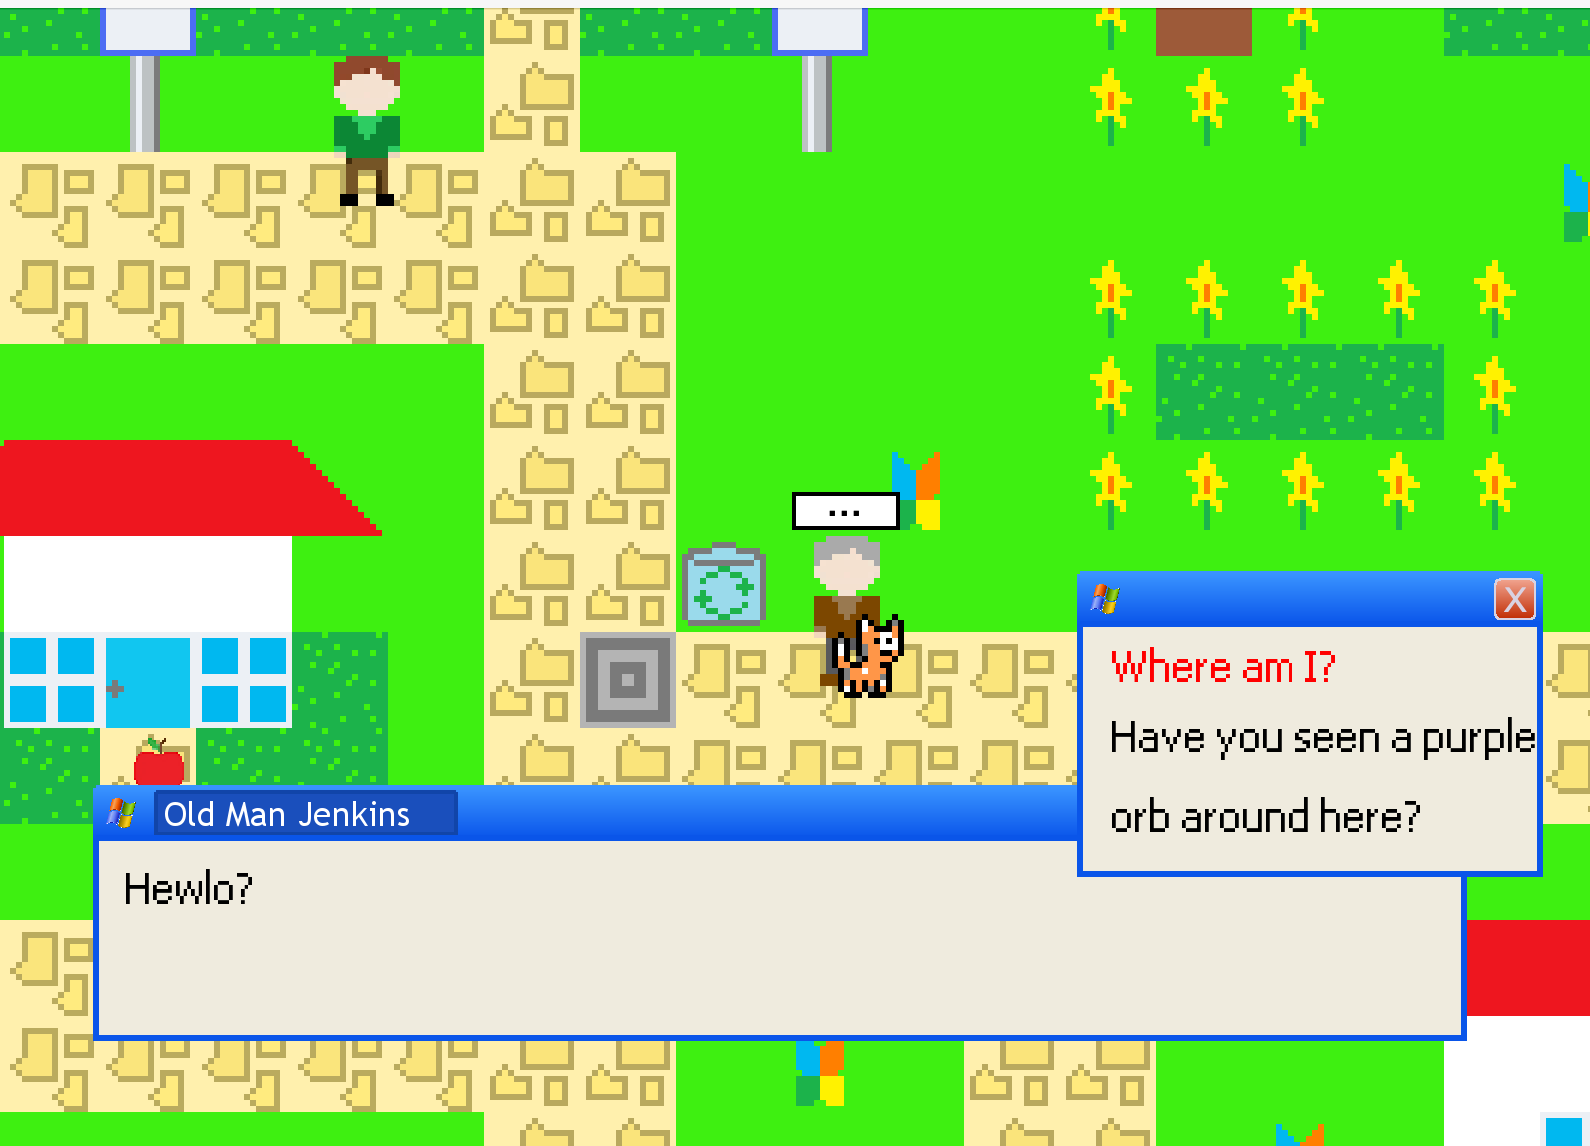 ...
Where am I?
Have you seen a purple
orb around here?
Old Man Jenkins
Hewlo?